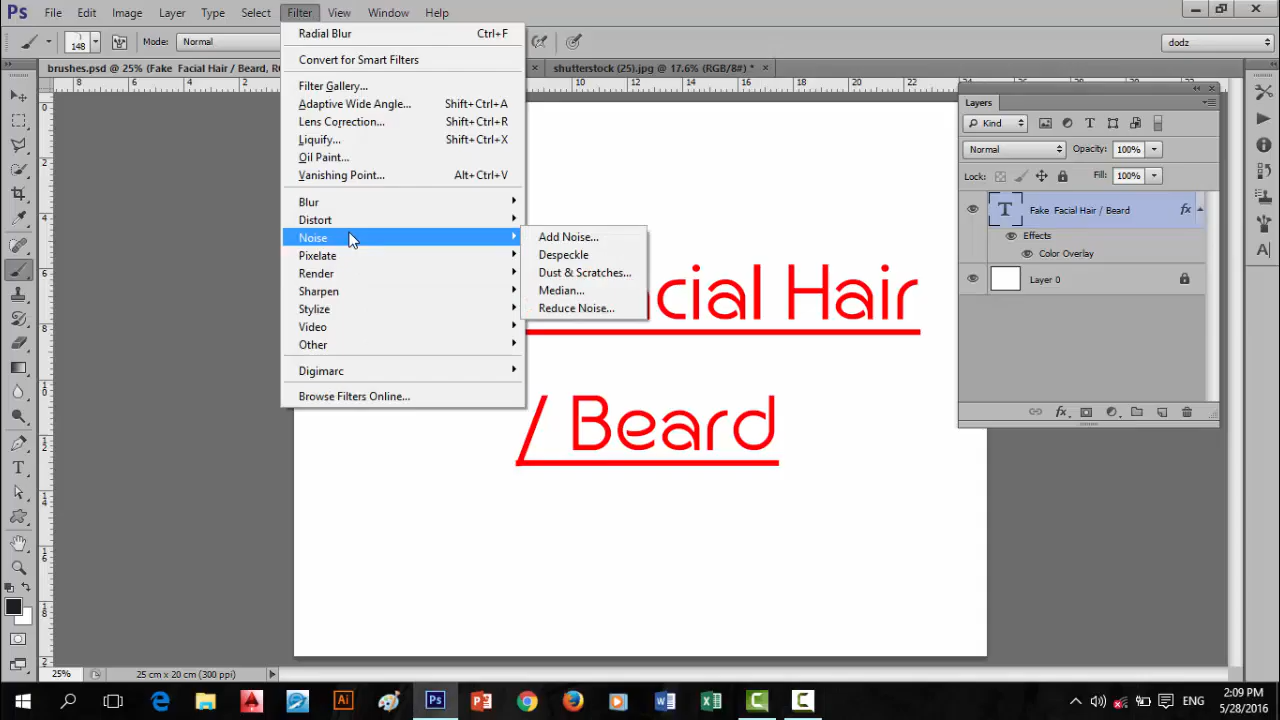 Ps File Edit Image Layer Type Select Filter View Window Help
148 Mode: Normal dodz
brushes.psd @ 25% (Fake Facial Hair / Beard, RG
shutterstock (25).jpg @ 17.6% (RGB/8#) *
Radial Blur Ctrl+F
Convert for Smart Filters
Filter Gallery...
Adaptive Wide Angle... Shift+Ctrl+A
Lens Correction... Shift+Ctrl+R
Liquify... Shift+Ctrl+X
Oil Paint...
Vanishing Point... Alt+Ctrl+V
Blur
Distort
Noise
Pixelate
Render
Sharpen
Stylize
Video
Other
Digimarc
Browse Filters Online...
Add Noise...
Despeckle
Dust & Scratches...
Median...
Reduce Noise...
acial Hair
/ Beard
Layers
Kind
Normal Opacity: 100%
Lock: Fill: 100%
Fake Facial Hair / Beard fx
Effects
Color Overlay
Layer 0
25% 25 cm x 20 cm (300 ppi)
ENG
2:09 PM
5/28/2016